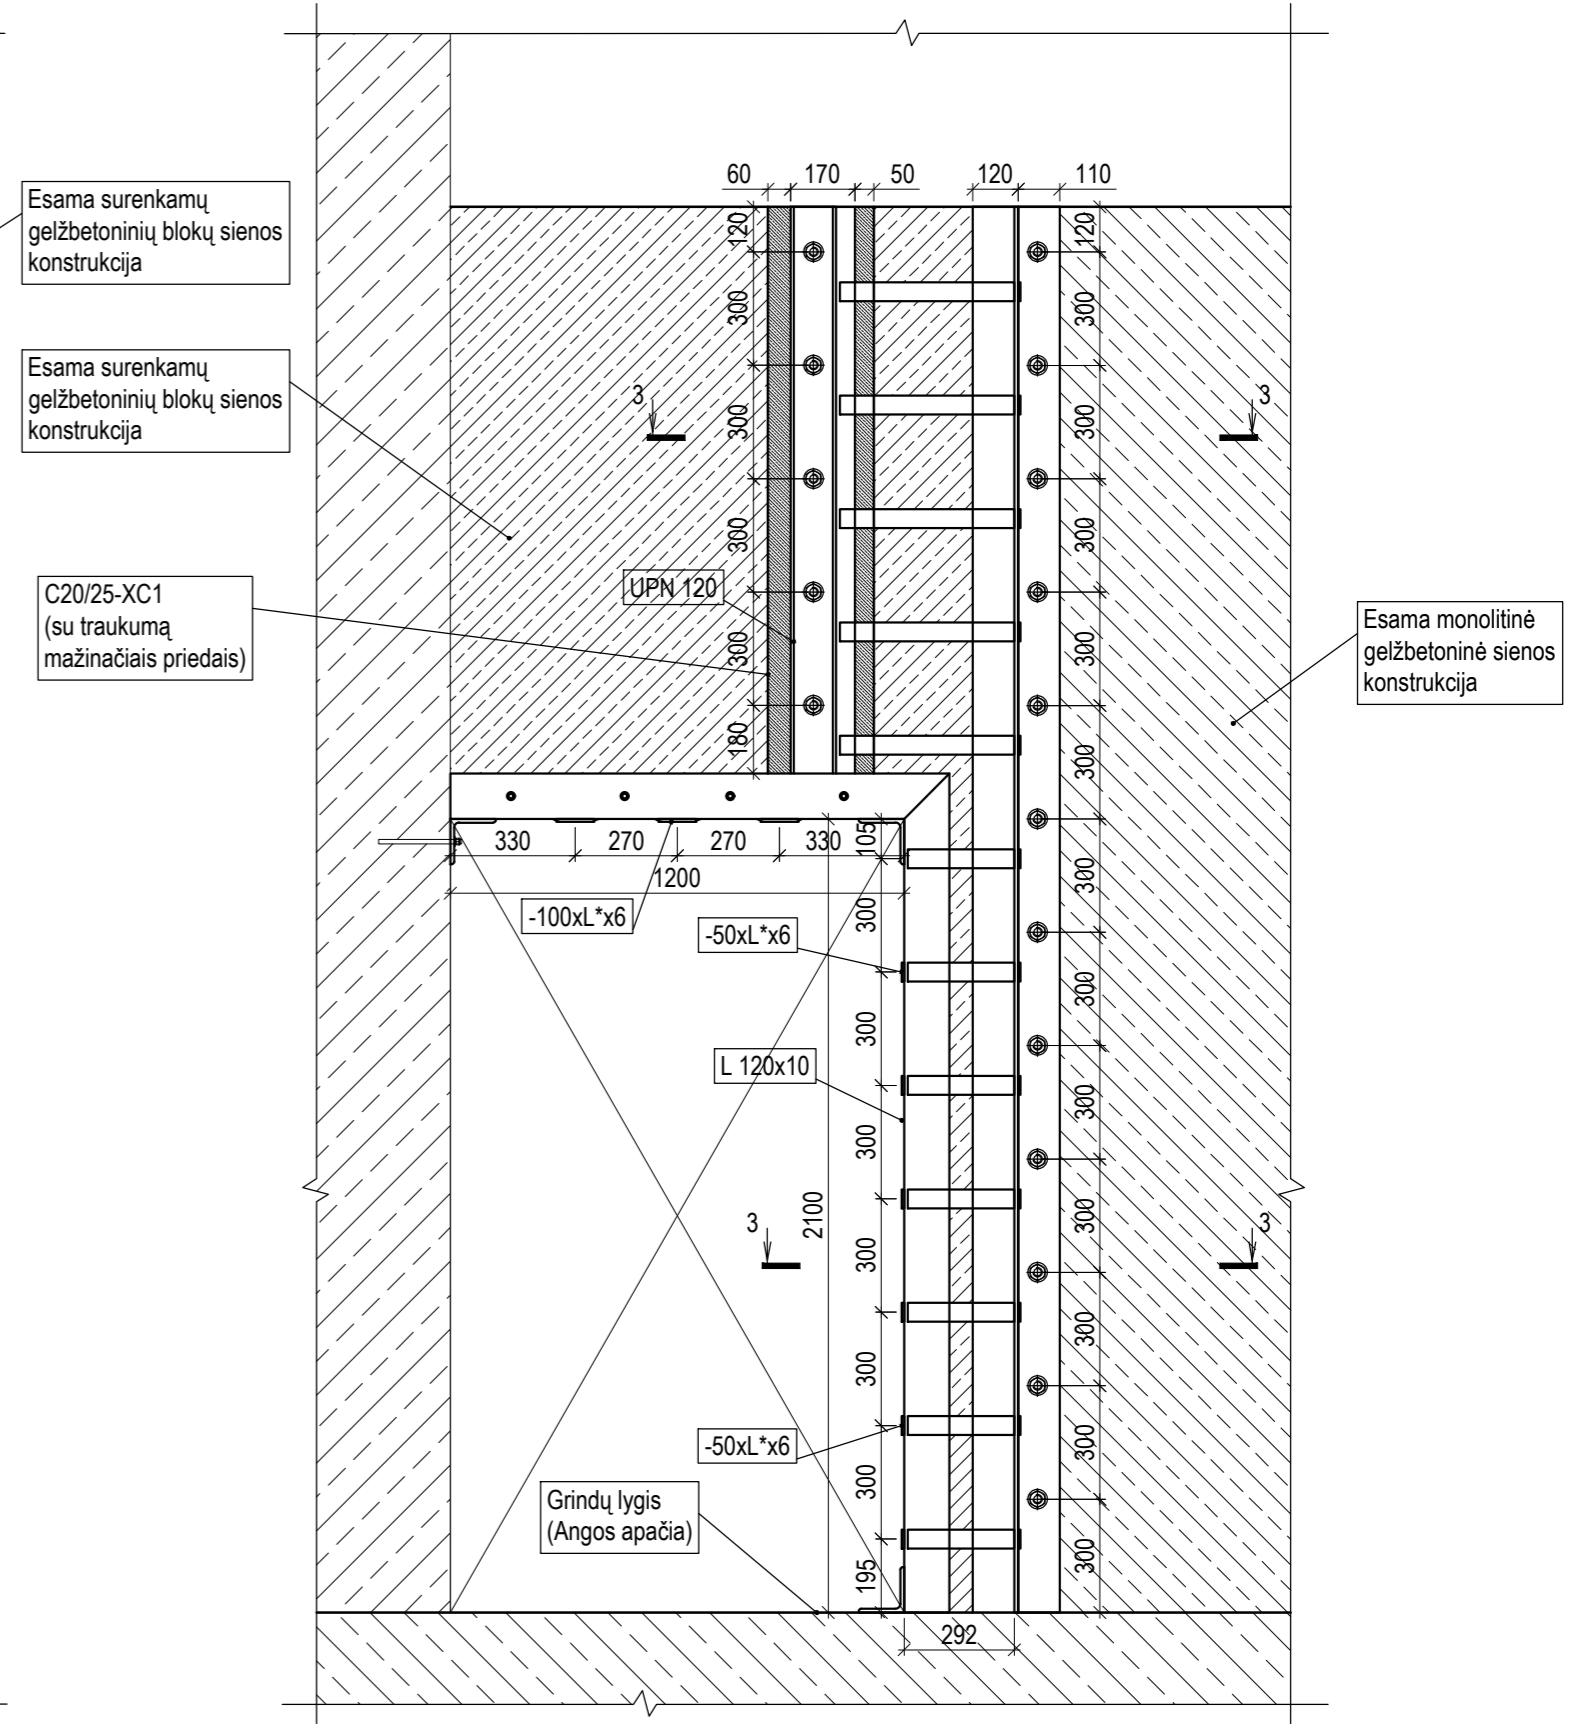 60 170 50 120 110
Esama surenkamų
gelžbetoninių blokų sienos
konstrukcija
120
120
300
300
Esama surenkamų
gelžbetoninių blokų sienos
konstrukcija
3
3
300
300
300
300
C20/25-XC1
(su traukumą
mažinačiais priedais)
UPN 120
300
300
Esama monolitinė
gelžbetoninė sienos
konstrukcija
180
300
330 270 270 330
105
1200
300
-100xL*x6
300
-50xL*x6
300
300
L 120x10
300
300
2100
3
3
300
300
300
300
-50xL*x6
300
300
Grindų lygis
(Angos apačia)
195
300
292